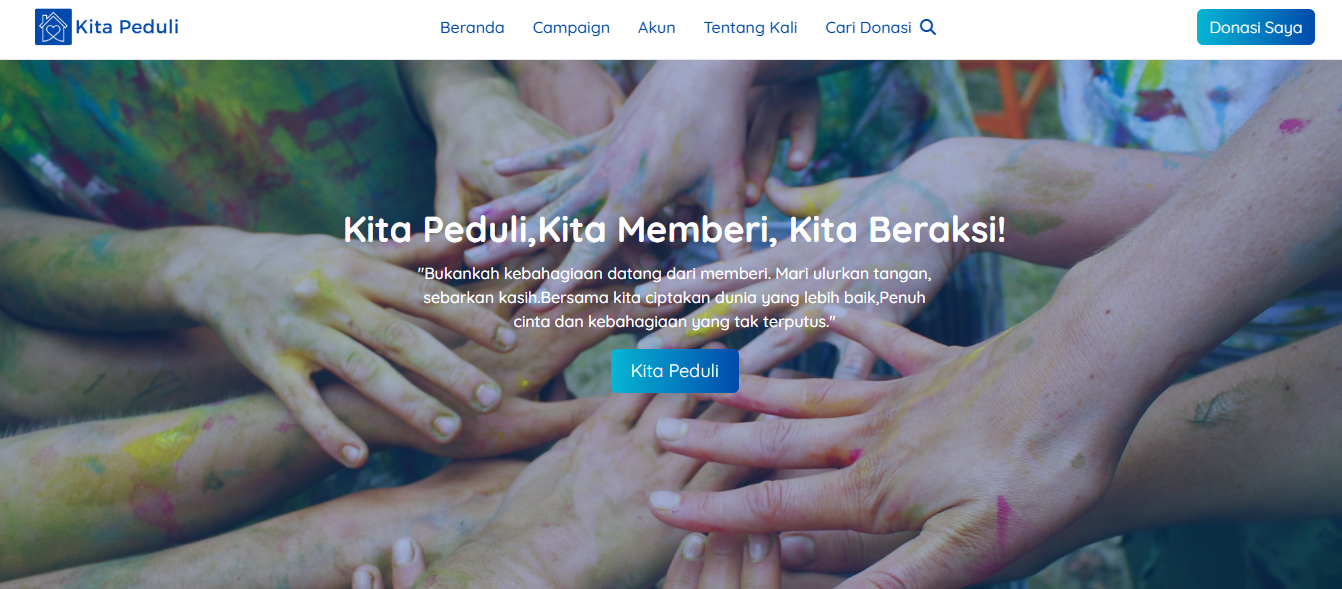 Kita Peduli
Beranda
Campaign
Akun
Tentang Kali
Cari Donasi
Donasi Saya
Kita Peduli,Kita Memberi, Kita Beraksi!
"Bukankah kebahagiaan datang dari memberi. Mari ulurkan tangan,
sebarkan kasih.Bersama kita ciptakan dunia yang lebih baik,Penuh
cinta dan kebahagiaan yang tak terputus."
Kita Peduli